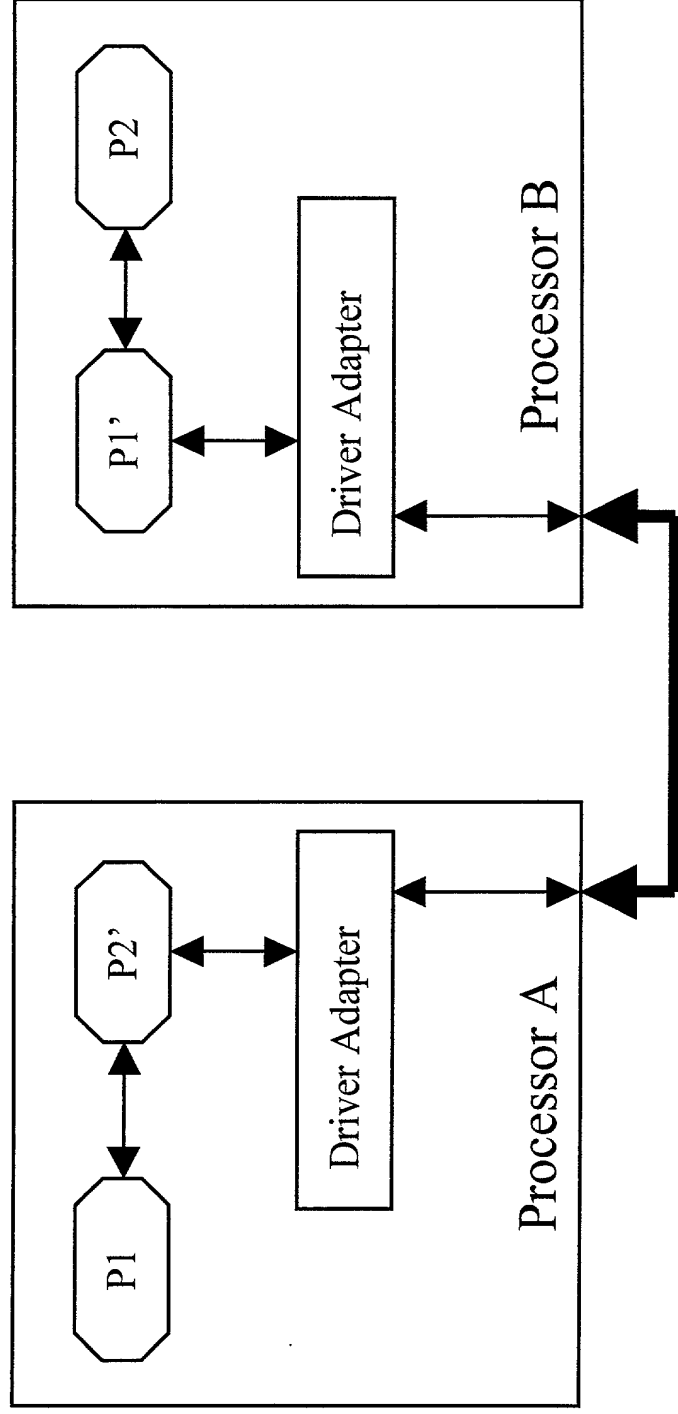 P1
P2’
Driver Adapter
Processor A
P1’
P2
Driver Adapter
Processor B